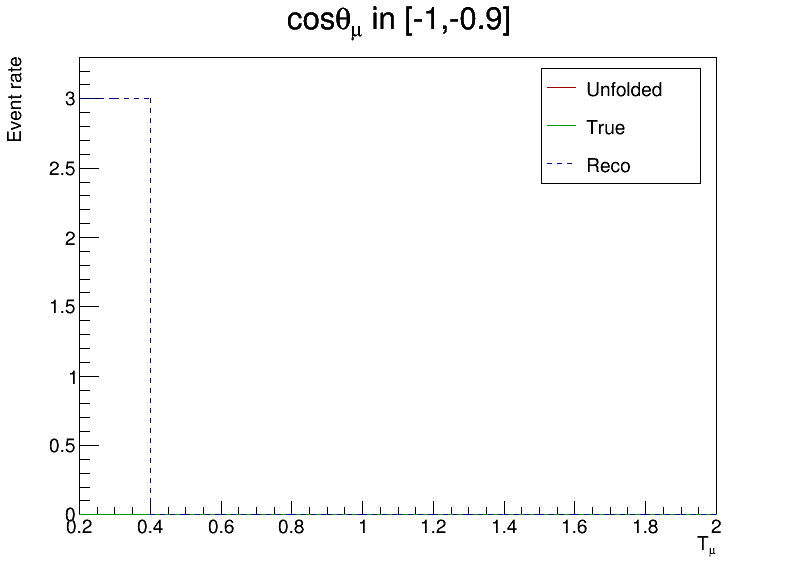 cosθμ in [-1,-0.9]
Event rate
Unfolded
True
Reco
3
2.5
2
1.5
1
0.5
0
0.2 0.4 0.6 0.8 1 1.2 1.4 1.6 1.8 2
Tμ